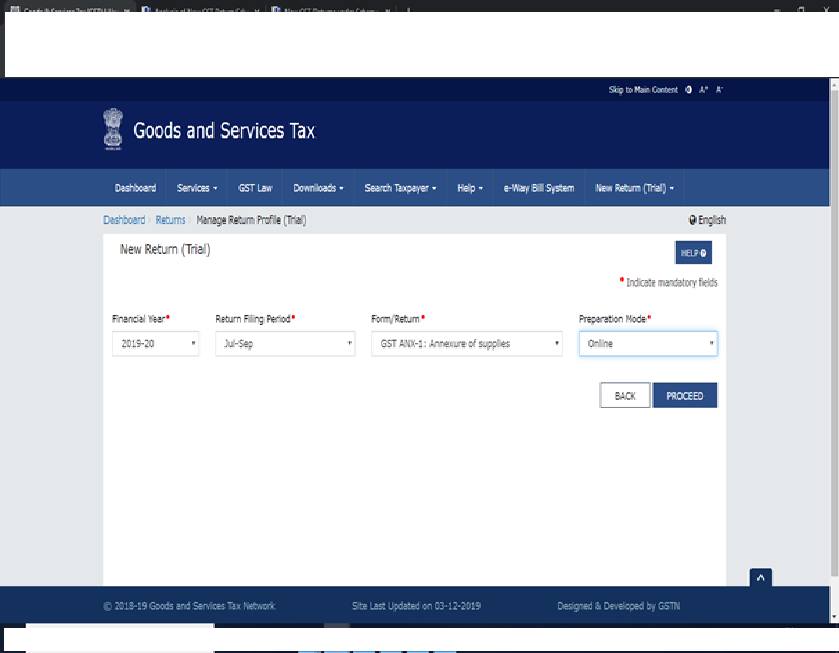 Skip to Main Content A+ A-
Goods and Services Tax
Dashboard Services GST Law Downloads Search Taxpayer Help e-Way Bill System New Return (Trial)
Dashboard Returns Manage Return Profile (Trial) English
New Return (Trial)
HELP
* Indicate mandatory fields
Financial Year* Return Filing Period* Form/Return* Preparation Mode*
2019-20 Jul-Sep GST ANX-1: Annexure of supplies Online
BACK PROCEED
© 2018-19 Goods and Services Tax Network Site Last Updated on 03-12-2019 Designed & Developed by GSTN